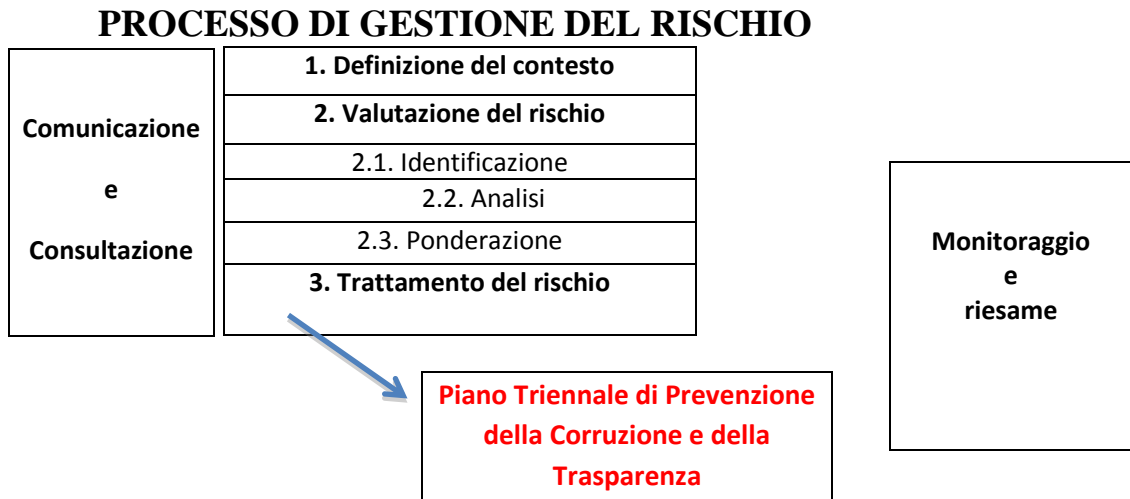 PROCESSO DI GESTIONE DEL RISCHIO
Comunicazione
e
Consultazione
1. Definizione del contesto
2. Valutazione del rischio
2.1. Identificazione
2.2. Analisi
2.3. Ponderazione
3. Trattamento del rischio
Monitoraggio
e
riesame
Piano Triennale di Prevenzione
della Corruzione e della
Trasparenza